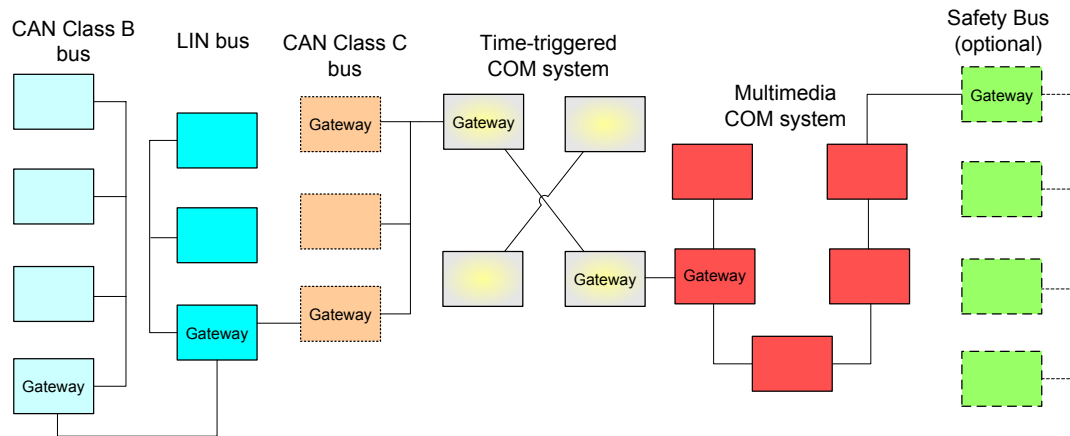 CAN Class B
bus
LIN bus
CAN Class C
bus
Time-triggered
COM system
Multimedia
COM system
Safety Bus
(optional)
Gateway
Gateway
Gateway
Gateway
Gateway
Gateway
Gateway
Gateway